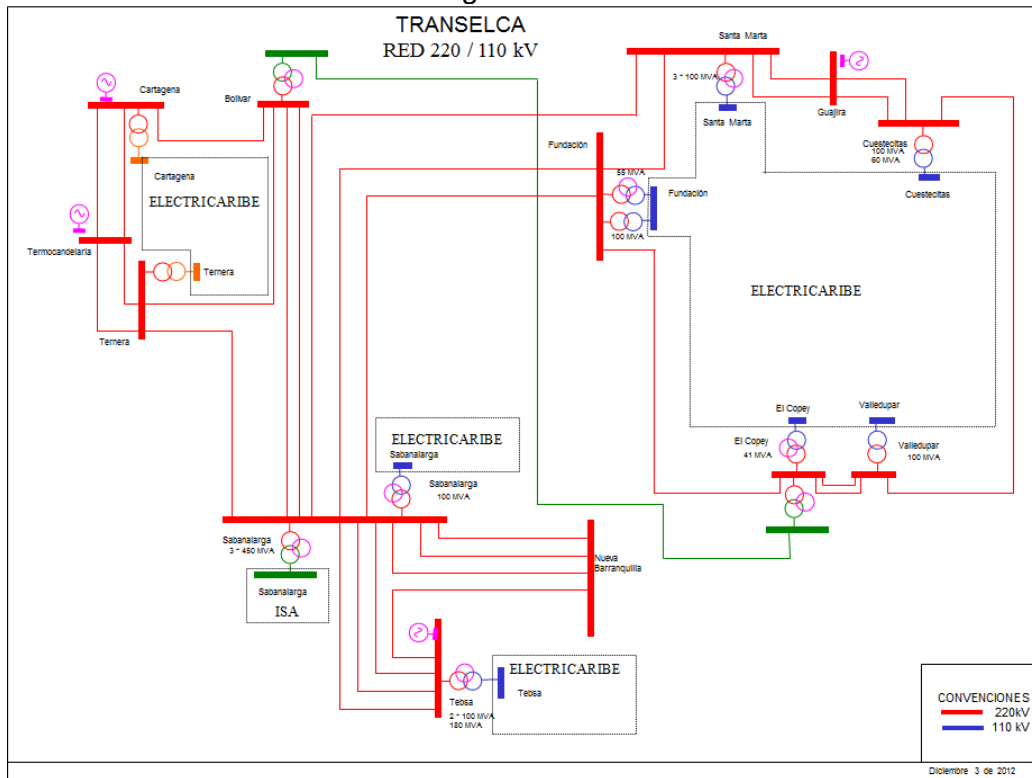 TRANSELCA
RED 220 / 110 kV
Santa Marta
3 * 100 MVA
Santa Marta
Guajira
Cuestecitas
100 MVA
60 MVA
Cuestecitas
Cartagena
Bolívar
Cartagena
ELECTRICARIBE
Termocandelaria
Ternera
Ternera
Fundación
55 MVA
Fundación
100 MVA
ELECTRICARIBE
El Copey
Valledupar
El Copey
41 MVA
Valledupar
100 MVA
ELECTRICARIBE
Sabanalarga
Sabanalarga
100 MVA
Sabanalarga
3 * 450 MVA
Sabanalarga
ISA
Nueva
Barranquilla
ELECTRICARIBE
Tebsa
Tebsa
2 * 100 MVA
180 MVA
CONVENCIONES
220kV
110 kV
Diciembre 3 de 2012